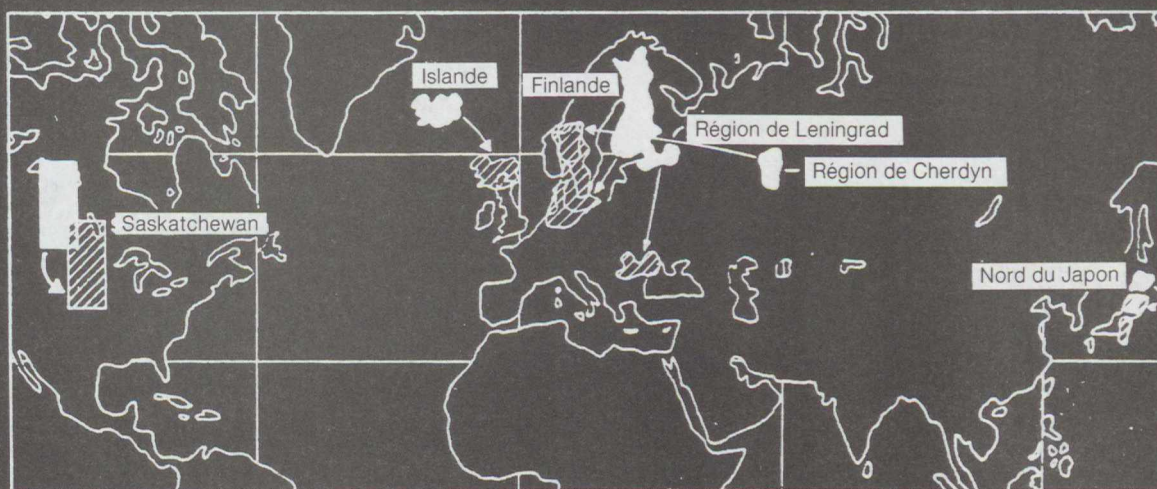 Islande
Finlande
Région de Leningrad
Région de Cherdyn
Saskatchewan
Nord du Japon